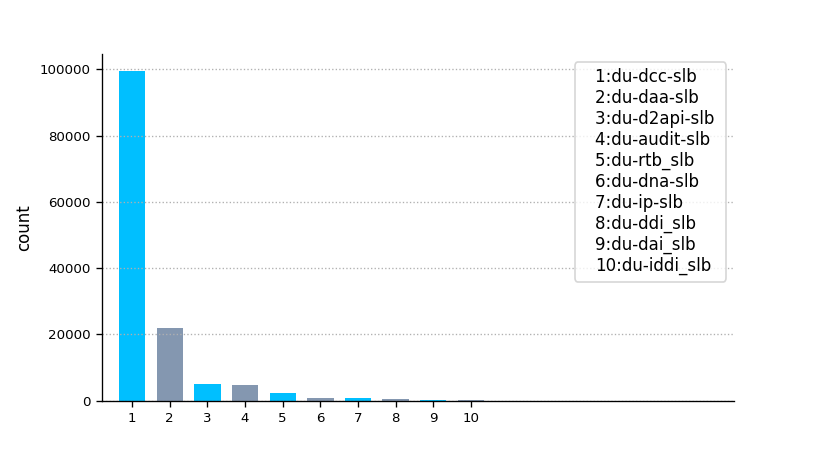 count
100000
80000
60000
40000
20000
0
1 2 3 4 5 6 7 8 9 10
1:du-dcc-slb
2:du-daa-slb
3:du-d2api-slb
4:du-audit-slb
5:du-rtb_slb
6:du-dna-slb
7:du-ip-slb
8:du-ddi_slb
9:du-dai_slb
10:du-iddi_slb